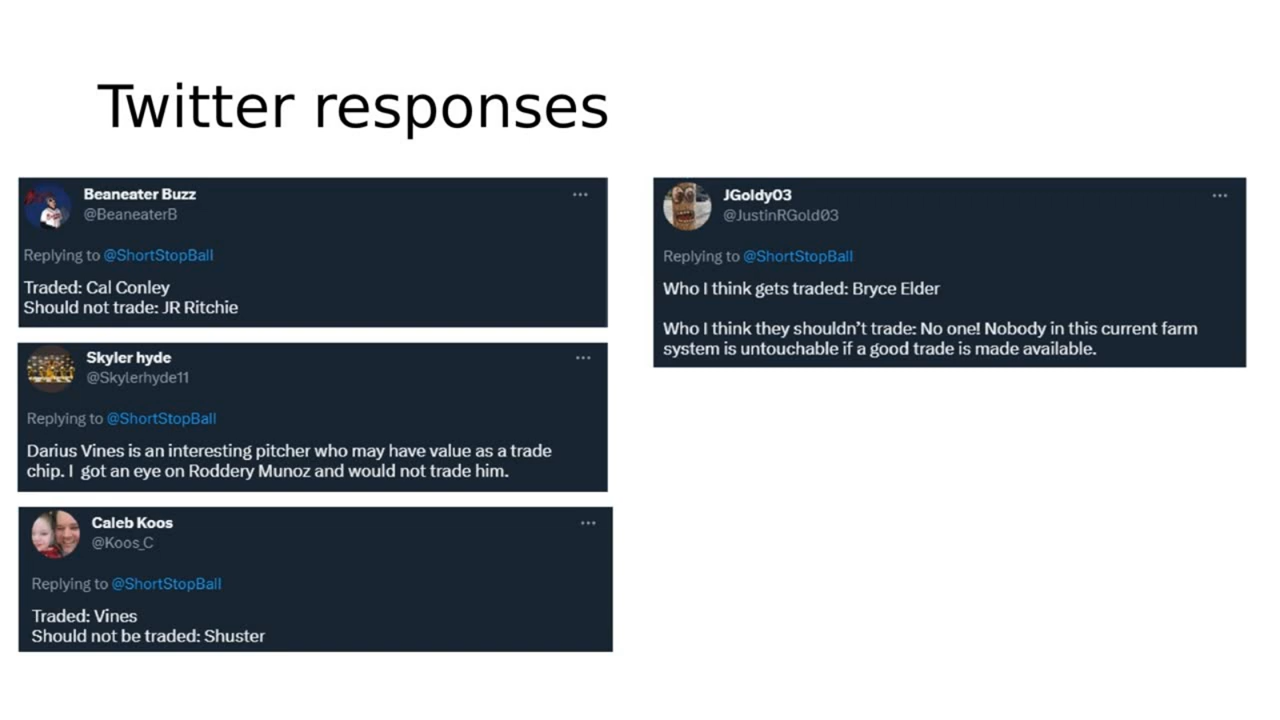 Twitter responses
Beaneater Buzz
@BeaneaterB
Replying to @ShortStopBall
Traded: Cal Conley
Should not trade: JR Ritchie
Skyler hyde
@Skylerhyde11
Replying to @ShortStopBall
Darius Vines is an interesting pitcher who may have value as a trade
chip. I got an eye on Roddery Munoz and would not trade him.
Caleb Koos
@Koos_C
Replying to @ShortStopBall
Traded: Vines
Should not be traded: Shuster
JGoldy03
@JustinRGold03
Replying to @ShortStopBall
Who I think gets traded: Bryce Elder
Who I think they shouldn't trade: No one! Nobody in this current farm
system is untouchable if a good trade is made available.